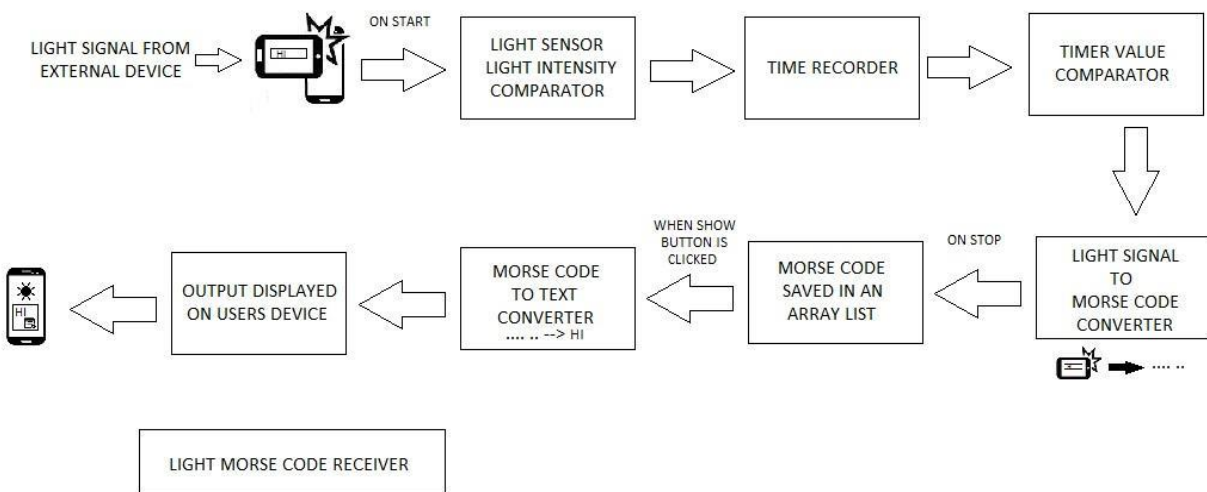 LIGHT SIGNAL FROM
EXTERNAL DEVICE
HI
ON START
LIGHT SENSOR
LIGHT INTENSITY
COMPARATOR
TIME RECORDER
TIMER VALUE
COMPARATOR
LIGHT SIGNAL
TO
MORSE CODE
CONVERTER
.... ..
ON STOP
MORSE CODE
SAVED IN AN
ARRAY LIST
WHEN SHOW
BUTTON IS
CLICKED
MORSE CODE
TO TEXT
CONVERTER
.... .. --> HI
OUTPUT DISPLAYED
ON USERS DEVICE
HI
LIGHT MORSE CODE RECEIVER